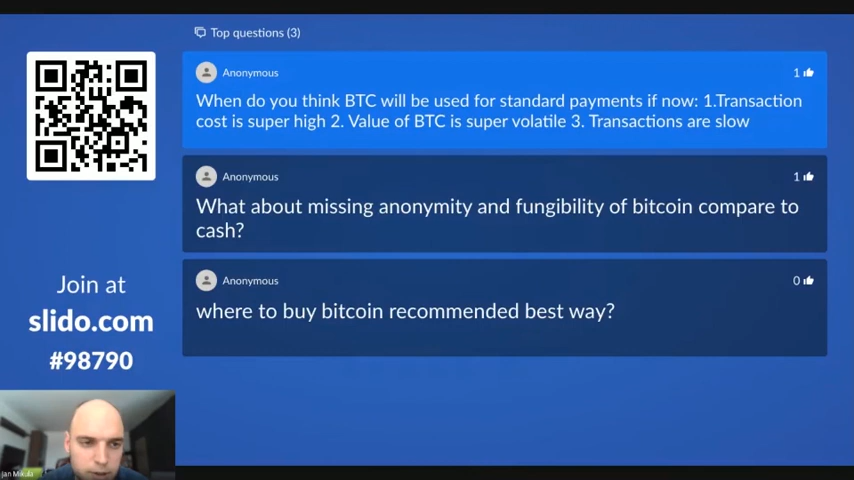 Top questions (3)
Anonymous
1
When do you think BTC will be used for standard payments if now: 1.Transaction
cost is super high 2. Value of BTC is super volatile 3. Transactions are slow
Anonymous
1
What about missing anonymity and fungibility of bitcoin compare to
cash?
Anonymous
0
where to buy bitcoin recommended best way?
Join at
slido.com
#98790
Jan Mikula